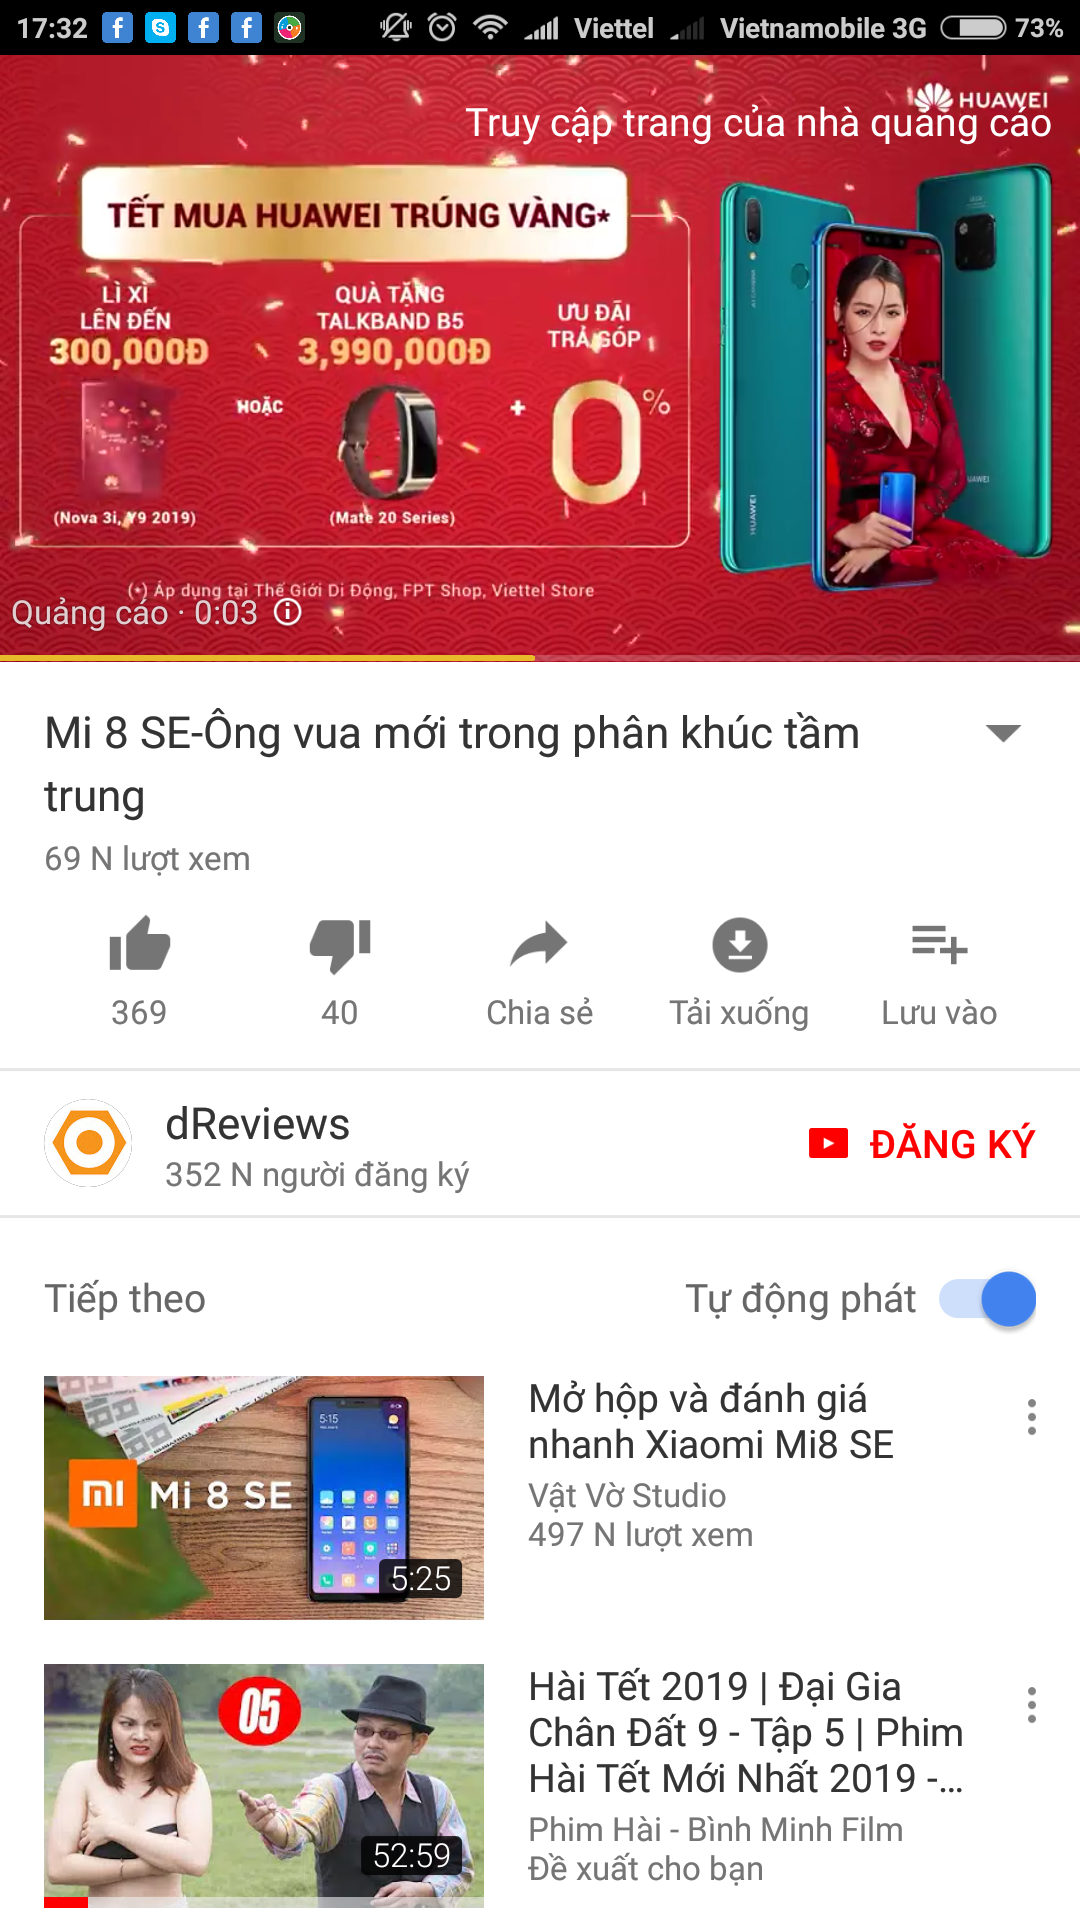 17:32 Viettel Vietnamobile 3G 73%
HUAWEI
Truy cập trang của nhà quảng cáo
TẾT MUA HUAWEI TRÚNG VÀNG*
LÌ XÌ
LÊN ĐẾN
300,000Đ
HOẶC
QUÀ TẶNG
TALKBAND B5
3,990,000Đ
+
ƯU ĐÃI
TRẢ GÓP
0%
(Nova 3i, Y9 2019)
(Mate 20 Series)
HUAWEI
(*) Áp dụng tại Thế Giới Di Động, FPT Shop, Viettel Store
Quảng cáo · 0:03
Mi 8 SE-Ông vua mới trong phân khúc tầm
trung
69 N lượt xem
369
40
Chia sẻ
Tải xuống
Lưu vào
dReviews
352 N người đăng ký
ĐĂNG KÝ
Tiếp theo
Tự động phát
5:15
MI Mi 8 SE
5:25
Mở hộp và đánh giá
nhanh Xiaomi Mi8 SE
Vật Vờ Studio
497 N lượt xem
05
52:59
Hài Tết 2019 | Đại Gia
Chân Đất 9 - Tập 5 | Phim
Hài Tết Mới Nhất 2019 -...
Phim Hài - Bình Minh Film
Đề xuất cho bạn